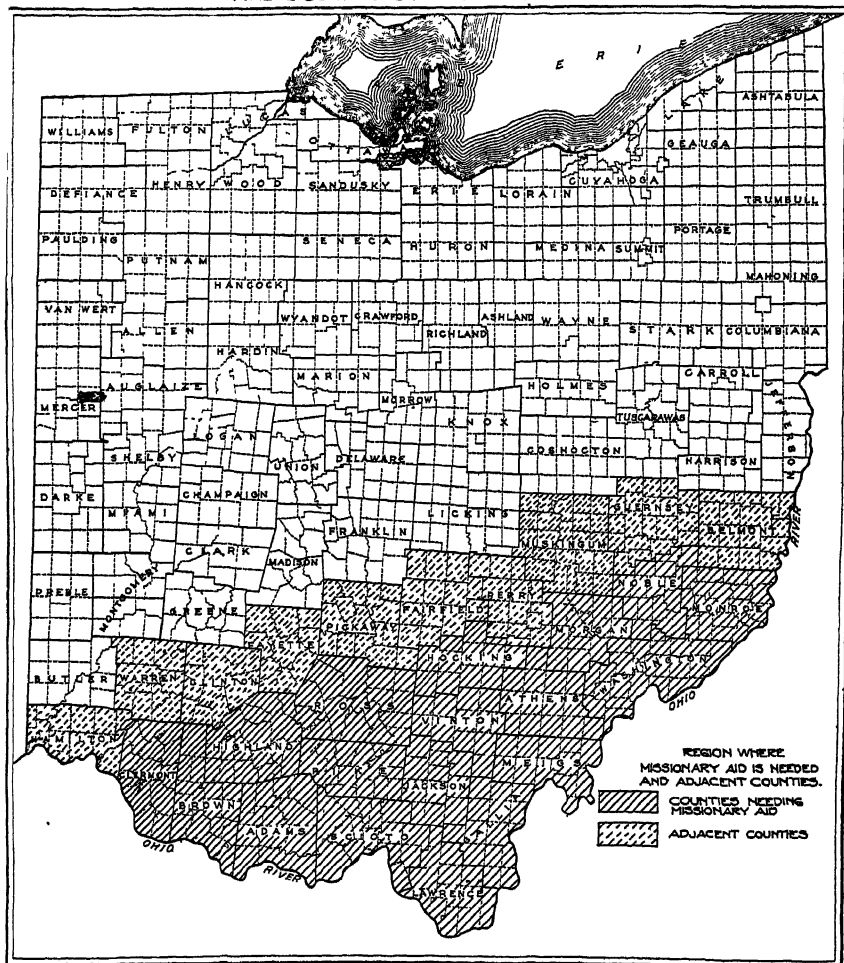 ERIE
LAKE
ASHTABULA
WILLIAMS
FULTON
LUCAS
OTTAWA
GEAUGA
CUYAHOGA
DEFIANCE
HENRY
WOOD
SANDUSKY
ERIE
LORAIN
TRUMBULL
PAULDING
PUTNAM
SENECA
HURON
MEDINA
SUMMIT
PORTAGE
MAHONING
HANCOCK
VAN WERT
ALLEN
WYANDOT
CRAWFORD
RICHLAND
ASHLAND
WAYNE
STARK
COLUMBIANA
HARDIN
MARION
CARROLL
MERCER
AUGLAIZE
MORROW
HOLMES
TUSCARAWAS
JEFFERSON
LOGAN
KNOX
SHELBY
UNION
DELAWARE
COSHOCTON
HARRISON
DARKE
MIAMI
CHAMPAIGN
LICKING
GUERNSEY
BELMONT
RIVER
CLARK
FRANKLIN
MUSKINGUM
MADISON
PREBLE
MONTGOMERY
GREENE
FAYETTE
PICKAWAY
FAIRFIELD
PERRY
NOBLE
MONROE
MORGAN
HOCKING
WASHINGTON
BUTLER
WARREN
CLINTON
ROSS
ATHENS
OHIO
HAMILTON
HIGHLAND
VINTON
CLERMONT
PIKE
JACKSON
MEIGS
BROWN
ADAMS
SCIOTO
LAWRENCE
OHIO
RIVER
REGION WHERE
MISSIONARY AID IS NEEDED
AND ADJACENT COUNTIES.
COUNTIES NEEDING
MISSIONARY AID
ADJACENT COUNTIES